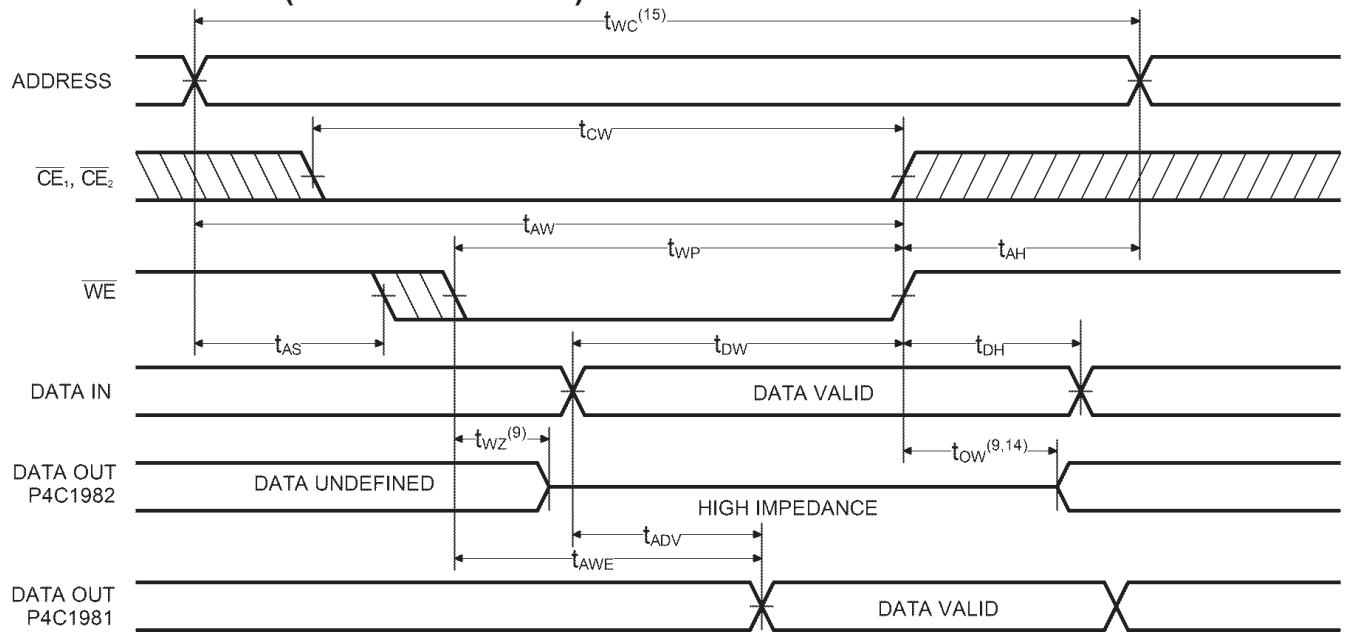 tWC(15)
ADDRESS
tCW
CE1, CE2
tAW
tWP
tAH
WE
tAS
tDW
tDH
DATA IN
DATA VALID
tWZ(9)
tOW(9,14)
DATA OUT
P4C1982
DATA UNDEFINED
HIGH IMPEDANCE
tADV
tAWE
DATA OUT
P4C1981
DATA VALID